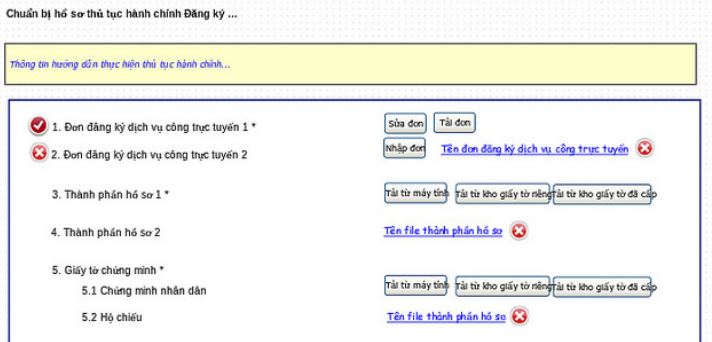 Chuẩn bị hồ sơ thủ tục hành chính Đăng ký ...
Thông tin hướng dẫn thực hiện thủ tục hành chính...
1. Đơn đăng ký dịch vụ công trực tuyến 1 * Sửa đơn Tải đơn
2. Đơn đăng ký dịch vụ công trực tuyến 2 Nhập đơn Tên đơn đăng ký dịch vụ công trực tuyến
3. Thành phần hồ sơ 1 * Tải từ máy tính Tải từ kho giấy tờ riêng Tải từ kho giấy tờ đã cấp
4. Thành phần hồ sơ 2 Tên file thành phần hồ sơ
5. Giấy tờ chứng minh *
5.1 Chứng minh nhân dân Tải từ máy tính Tải từ kho giấy tờ riêng Tải từ kho giấy tờ đã cấp
5.2 Hộ chiếu Tên file thành phần hồ sơ